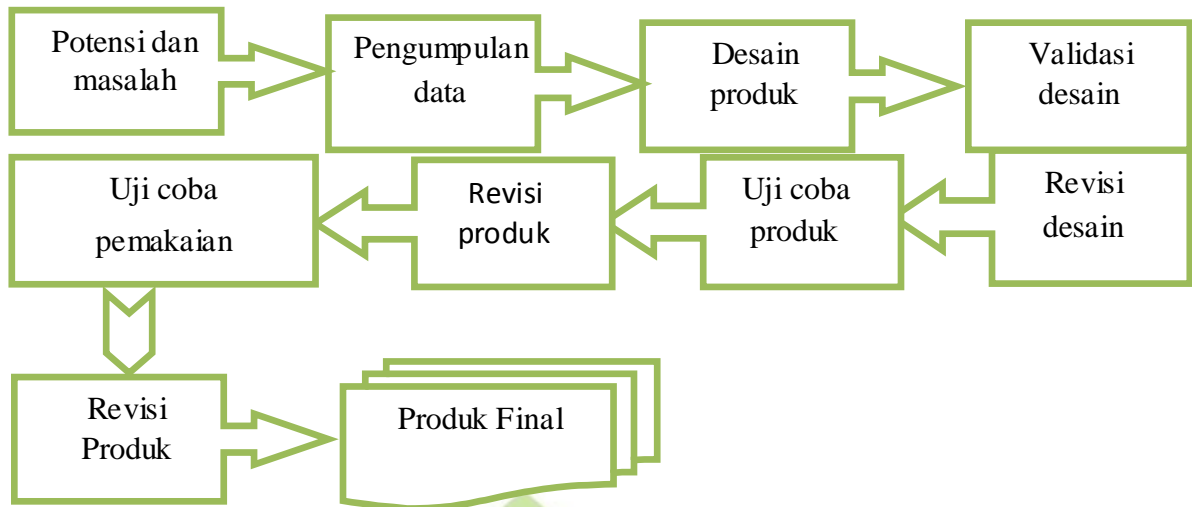 Potensi dan
masalah
Pengumpulan
data
Desain
produk
Validasi
desain
Revisi
desain
Uji coba
produk
Revisi
produk
Uji coba
pemakaian
Revisi
Produk
Produk Final